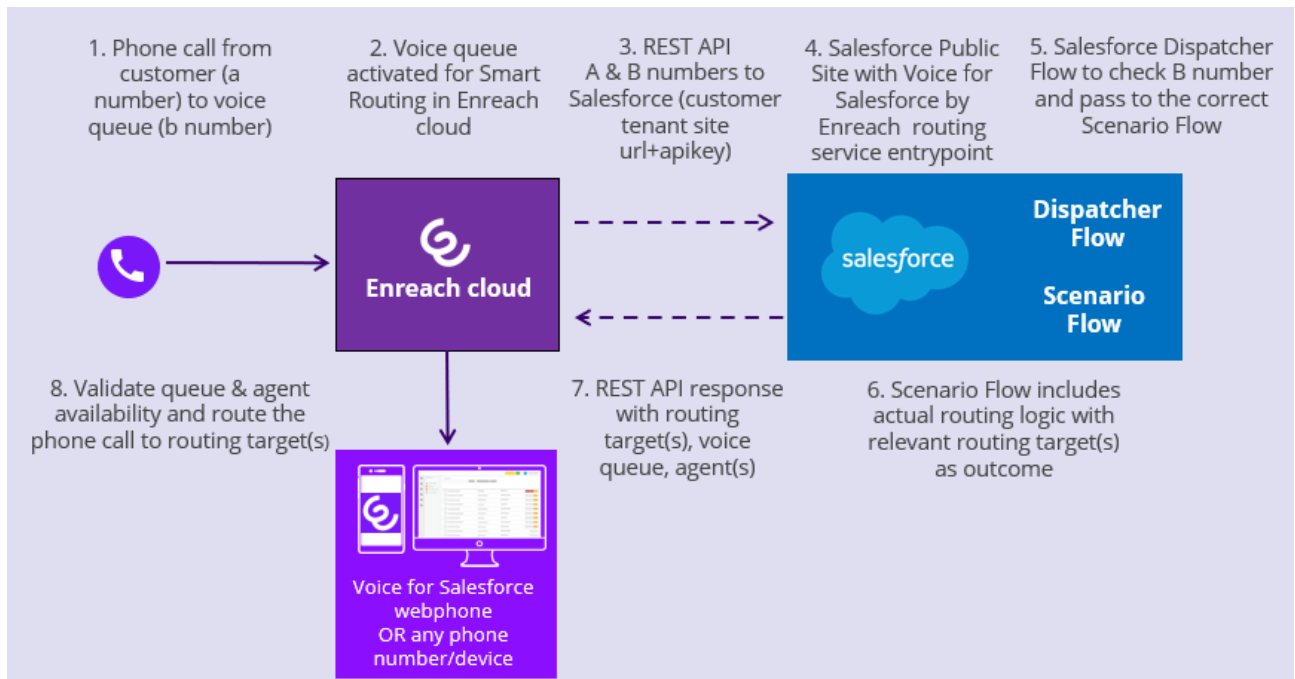 1. Phone call from
customer (a
number) to voice
queue (b number)
2. Voice queue
activated for Smart
Routing in Enreach
cloud
3. REST API
A & B numbers to
Salesforce (customer
tenant site
url+apikey)
4. Salesforce Public
Site with Voice for
Salesforce by
Enreach routing
service entrypoint
5. Salesforce Dispatcher
Flow to check B number
and pass to the correct
Scenario Flow
Enreach cloud
salesforce
Dispatcher
Flow
Scenario
Flow
8. Validate queue & agent
availability and route the
phone call to routing target(s)
7. REST API response
with routing
target(s), voice
queue, agent(s)
6. Scenario Flow includes
actual routing logic with
relevant routing target(s)
as outcome
Voice for Salesforce
webphone
OR any phone
number/device